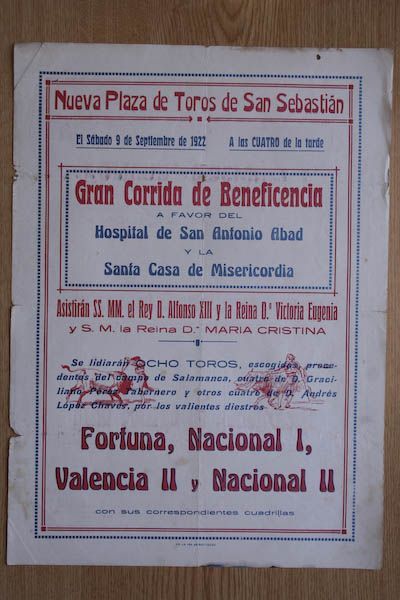 Nueva Plaza de Toros de San Sebastián
El Sábado 9 de Septiembre de 1922 A las CUATRO de la tarde
Gran Corrida de Beneficencia
A FAVOR DEL
Hospital de San Antonio Abad
Y LA
Santa Casa de Misericordia
Asistirán SS. MM. el Rey D. Alfonso XIII y la Reina D.ª Victoria Eugenia
y S. M. la Reina D.ª MARIA CRISTINA
Se lidiarán OCHO TOROS, escogidos, proce-
dentes del campo de Salamanca, cuatro de D. Graci-
liano Pérez Tabernero y otros cuatro de D. Andrés
López Chaves, por los valientes diestros
Fortuna, Nacional I,
Valencia II y Nacional II
con sus correspondientes cuadrillas